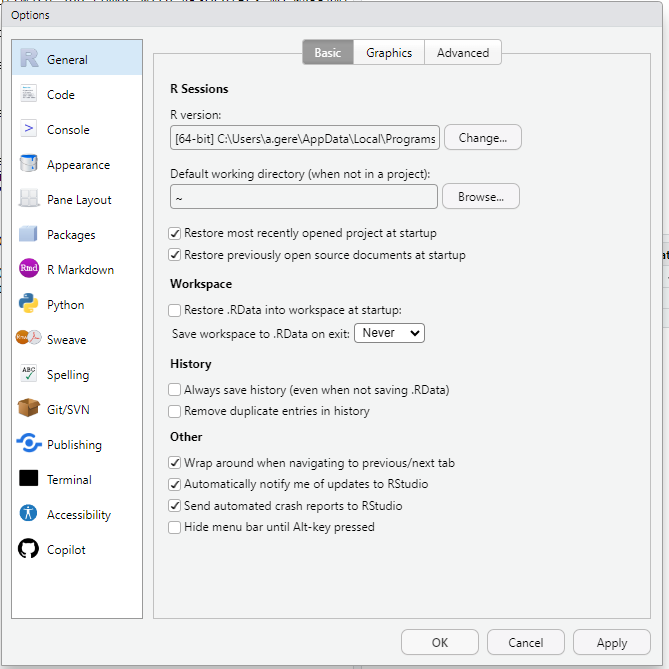 Options
General
Code
Console
Appearance
Pane Layout
Packages
Rmd R Markdown
Python
Sweave
ABC Spelling
Git/SVN
Publishing
Terminal
Accessibility
Copilot
Basic Graphics Advanced
R Sessions
R version:
[64-bit] C:\Users\a.gere\AppData\Local\Programs Change...
Default working directory (when not in a project):
~ Browse...
Restore most recently opened project at startup
Restore previously open source documents at startup
Workspace
Restore .RData into workspace at startup:
Save workspace to .RData on exit: Never
History
Always save history (even when not saving .RData)
Remove duplicate entries in history
Other
Wrap around when navigating to previous/next tab
Automatically notify me of updates to RStudio
Send automated crash reports to RStudio
Hide menu bar until Alt-key pressed
OK Cancel Apply